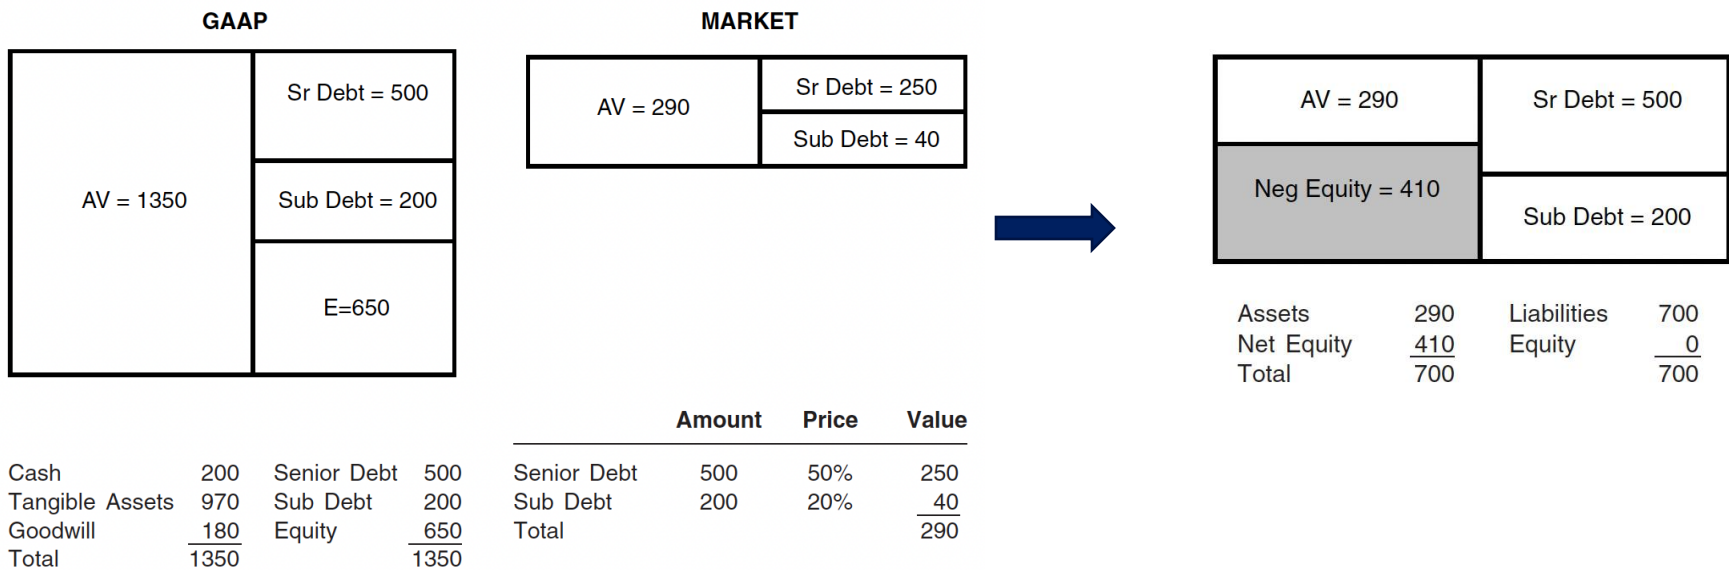 GAAP
AV = 1350
Sr Debt = 500
Sub Debt = 200
E=650
Cash 200 Senior Debt 500
Tangible Assets 970 Sub Debt 200
Goodwill 180 Equity 650
Total 1350 1350
MARKET
AV = 290
Sr Debt = 250
Sub Debt = 40
Amount Price Value
Senior Debt 500 50% 250
Sub Debt 200 20% 40
Total 290
AV = 290
Neg Equity = 410
Sr Debt = 500
Sub Debt = 200
Assets 290 Liabilities 700
Net Equity 410 Equity 0
Total 700 700